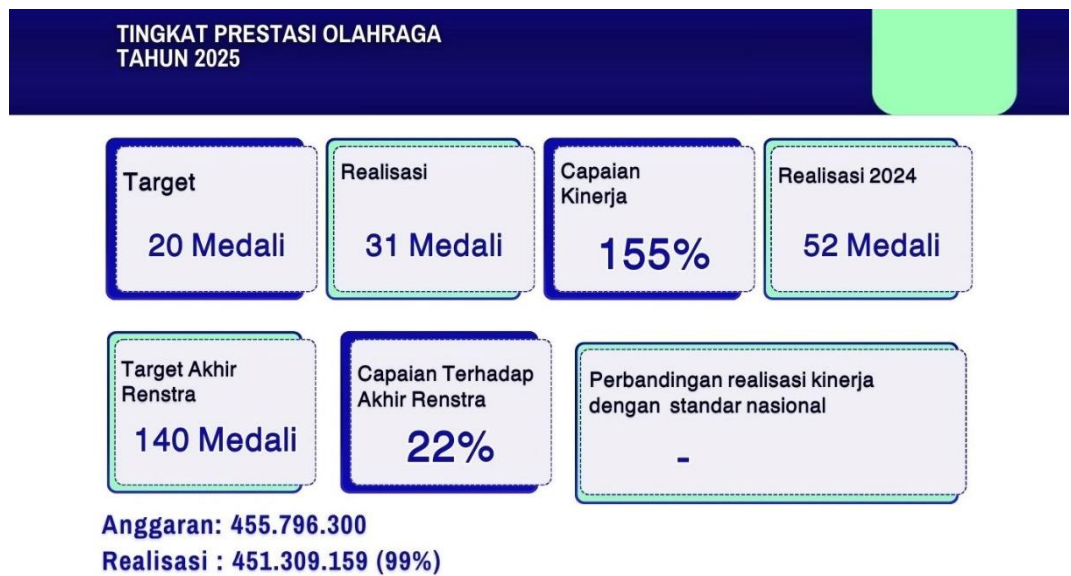 TINGKAT PRESTASI OLAHRAGA
TAHUN 2025
Target
20 Medali
Realisasi
31 Medali
Capaian
Kinerja
155%
Realisasi 2024
52 Medali
Target Akhir
Renstra
140 Medali
Capaian Terhadap
Akhir Renstra
22%
Perbandingan realisasi kinerja
dengan standar nasional
-
Anggaran: 455.796.300
Realisasi : 451.309.159 (99%)